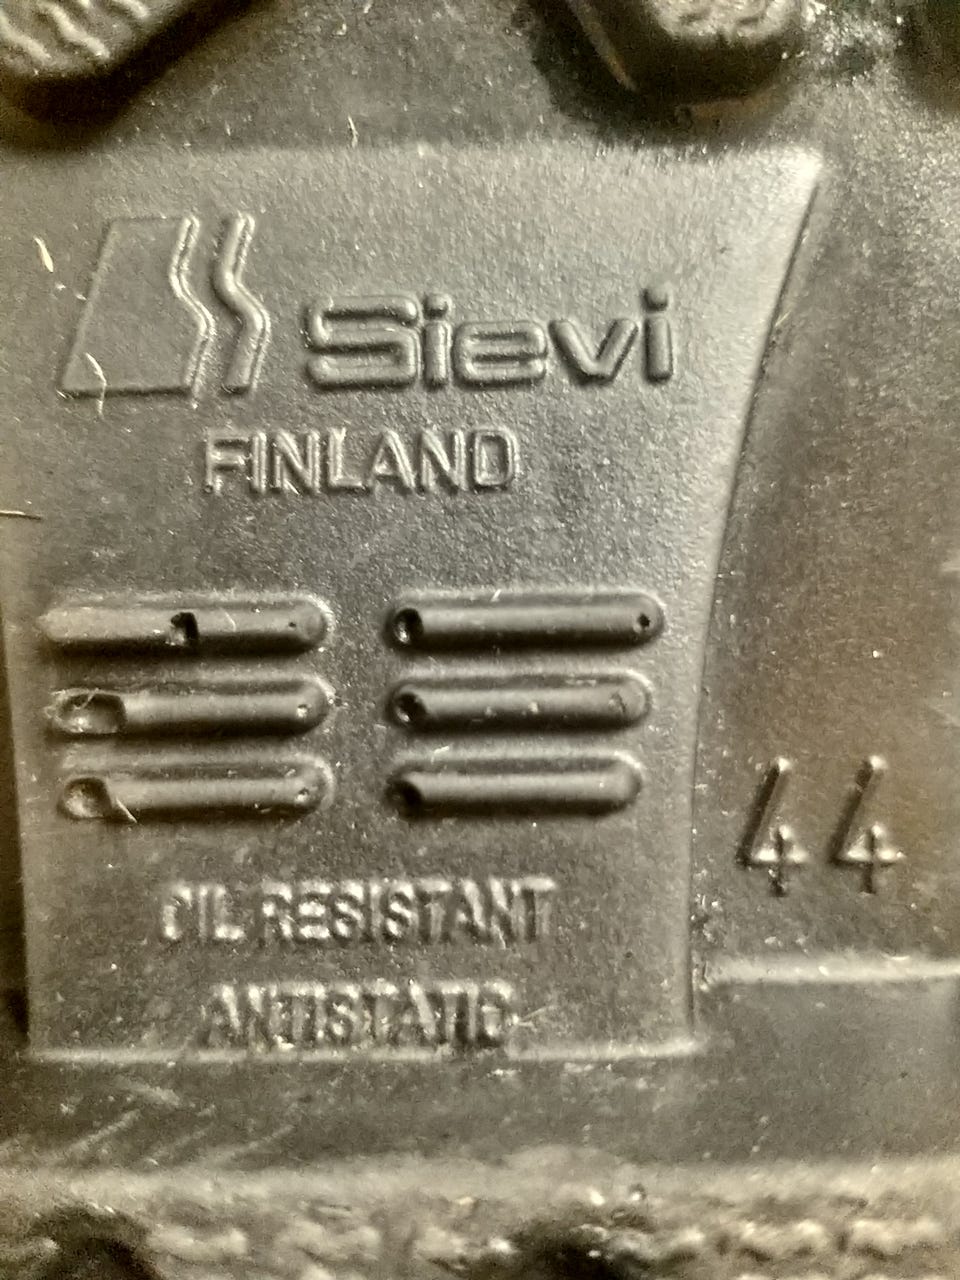 Sievi
FINLAND
44
OIL RESISTANT
ANTISTATIC